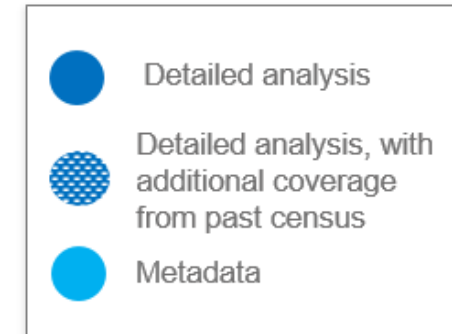 Detailed analysis
Detailed analysis, with
additional coverage
from past census
Metadata